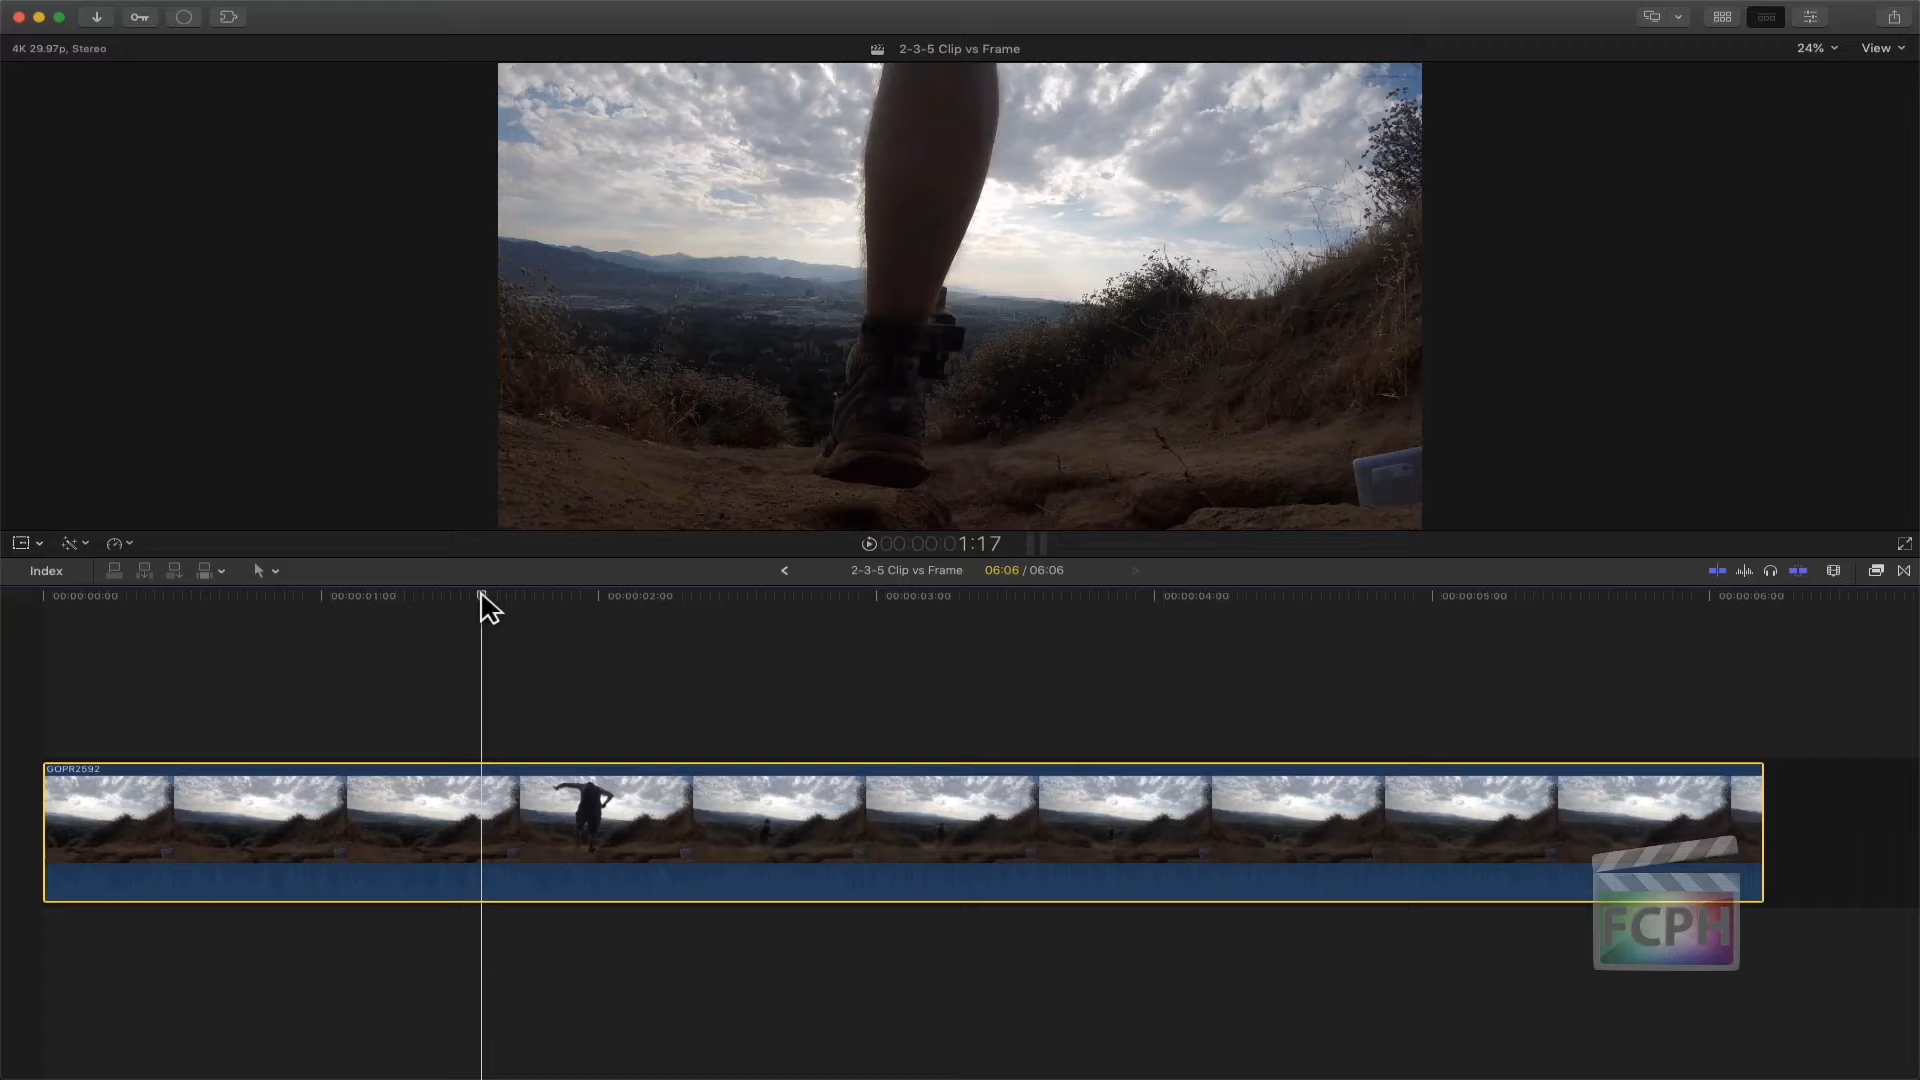 4K 29.97p, Stereo
2-3-5 Clip vs Frame
24%
View
00:00:01:17
Index
2-3-5 Clip vs Frame
06:06 / 06:06
00:00:00:00
00:00:01:00
00:00:02:00
00:00:03:00
00:00:04:00
00:00:05:00
00:00:06:00
GOPR2592
FCPH